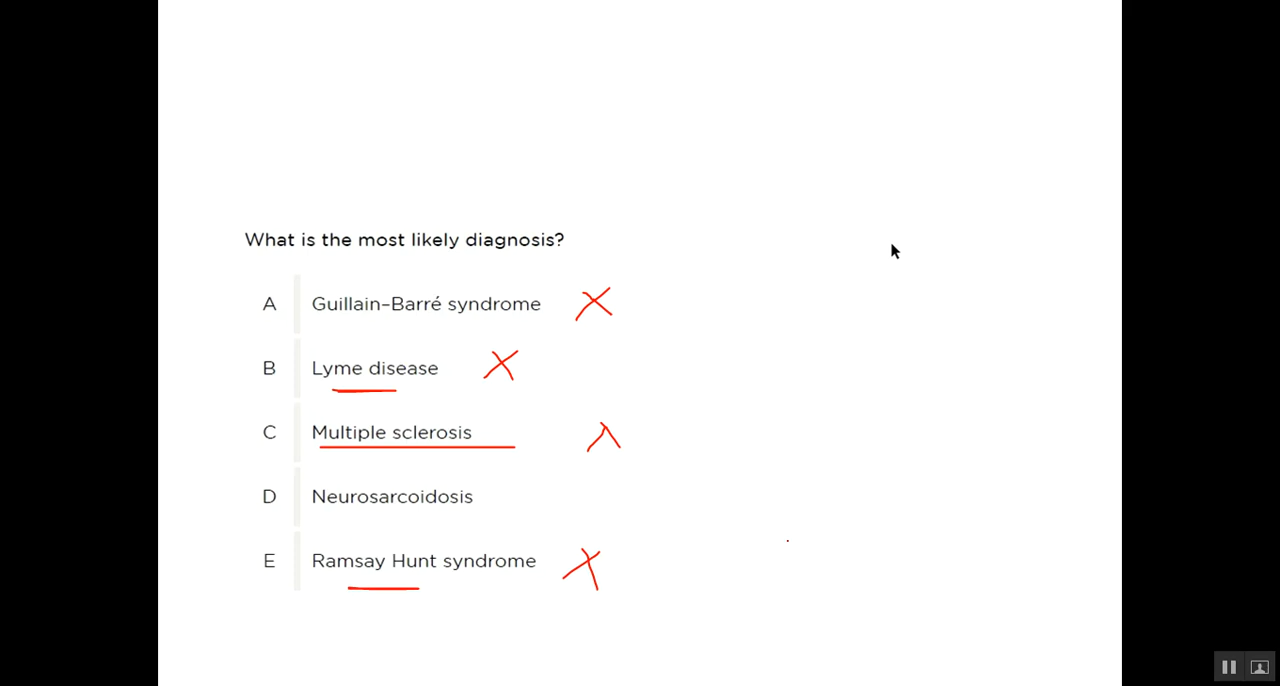 What is the most likely diagnosis?
A Guillain–Barré syndrome
B Lyme disease
C Multiple sclerosis
D Neurosarcoidosis
E Ramsay Hunt syndrome